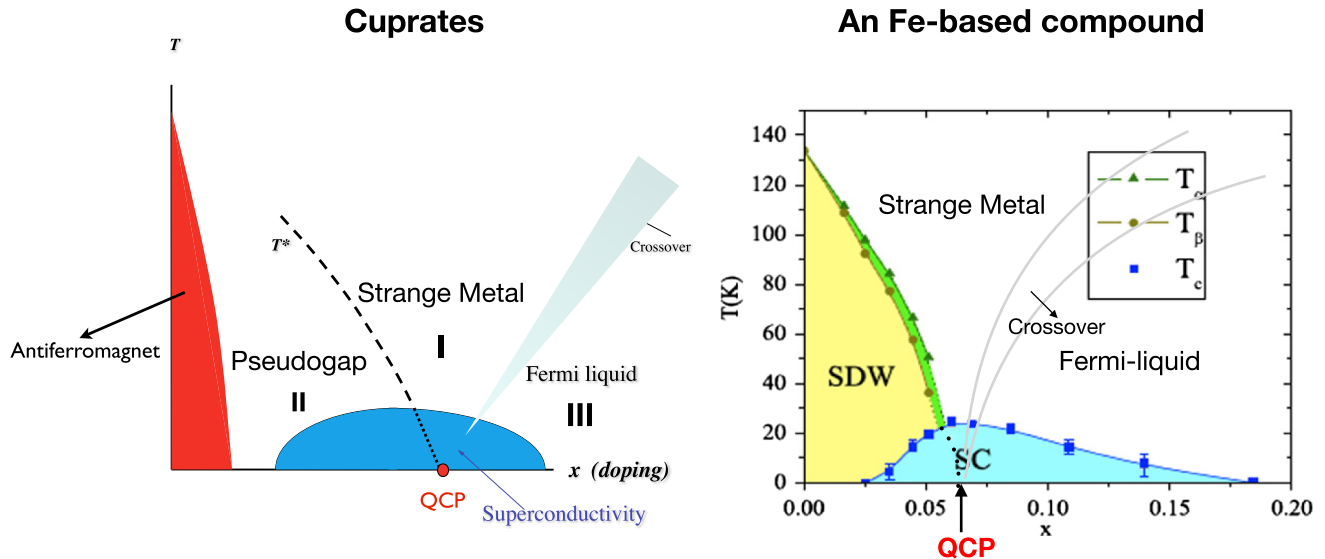 Cuprates
An Fe-based compound
T
T*
Crossover
Strange Metal
I
Antiferromagnet
Pseudogap
II
Fermi liquid
III
x (doping)
QCP
Superconductivity
140
120
100
80
60
40
20
0
T(K)
Strange Metal
Tβ
Tc
Crossover
Fermi-liquid
SDW
SC
0.00
0.05
0.10
0.15
0.20
x
QCP